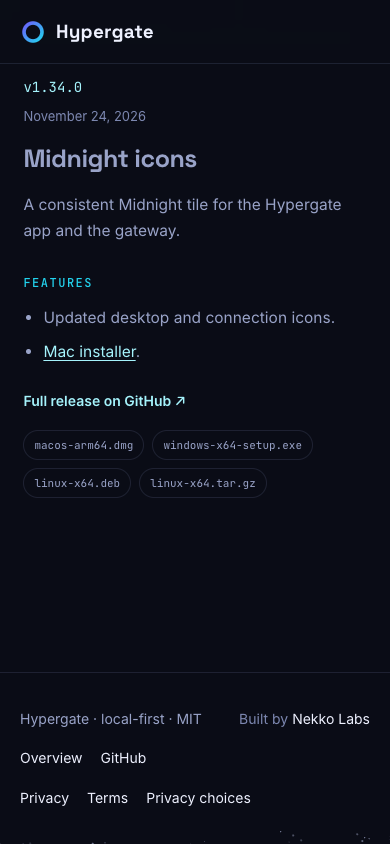 Hypergate
v1.34.0
November 24, 2026
Midnight icons
A consistent Midnight tile for the Hypergate
app and the gateway.
FEATURES
• Updated desktop and connection icons.
• Mac installer.
Full release on GitHub ↗
macos-arm64.dmg windows-x64-setup.exe
linux-x64.deb linux-x64.tar.gz
Hypergate · local-first · MIT Built by Nekko Labs
Overview GitHub
Privacy Terms Privacy choices